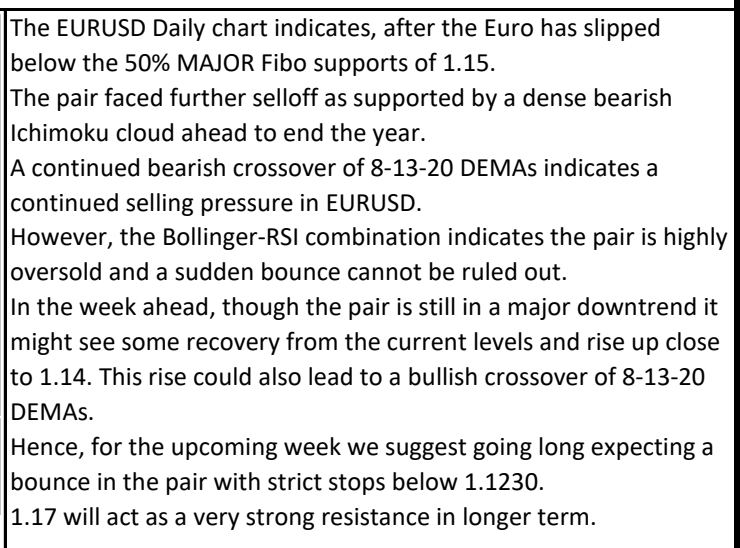 The EURUSD Daily chart indicates, after the Euro has slipped
below the 50% MAJOR Fibo supports of 1.15.
The pair faced further selloff as supported by a dense bearish
Ichimoku cloud ahead to end the year.
A continued bearish crossover of 8-13-20 DEMAs indicates a
continued selling pressure in EURUSD.
However, the Bollinger-RSI combination indicates the pair is highly
oversold and a sudden bounce cannot be ruled out.
In the week ahead, though the pair is still in a major downtrend it
might see some recovery from the current levels and rise up close
to 1.14. This rise could also lead to a bullish crossover of 8-13-20
DEMAs.
Hence, for the upcoming week we suggest going long expecting a
bounce in the pair with strict stops below 1.1230.
1.17 will act as a very strong resistance in longer term.